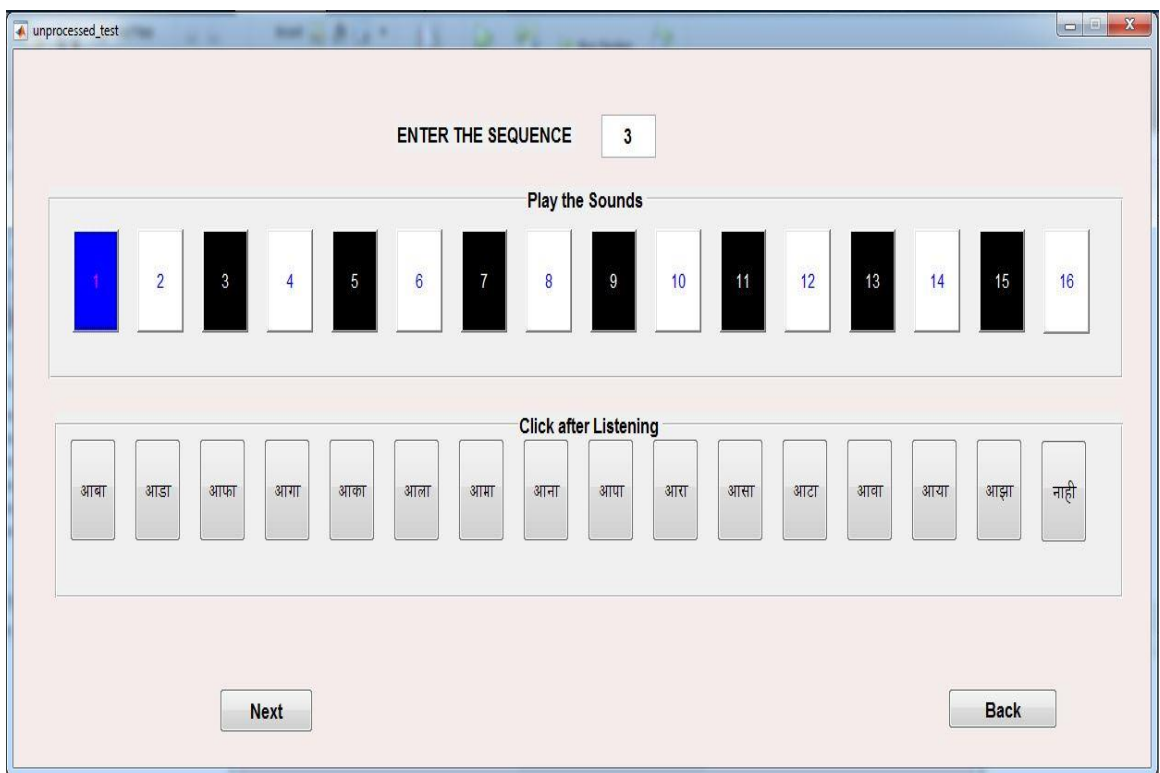 unprocessed_test
ENTER THE SEQUENCE 3
Play the Sounds
1 2 3 4 5 6 7 8 9 10 11 12 13 14 15 16
Click after Listening
आबा आडा आफा आगा आका आला आमा आना आपा आरा आसा आटा आवा आया आझा नाही
Next Back